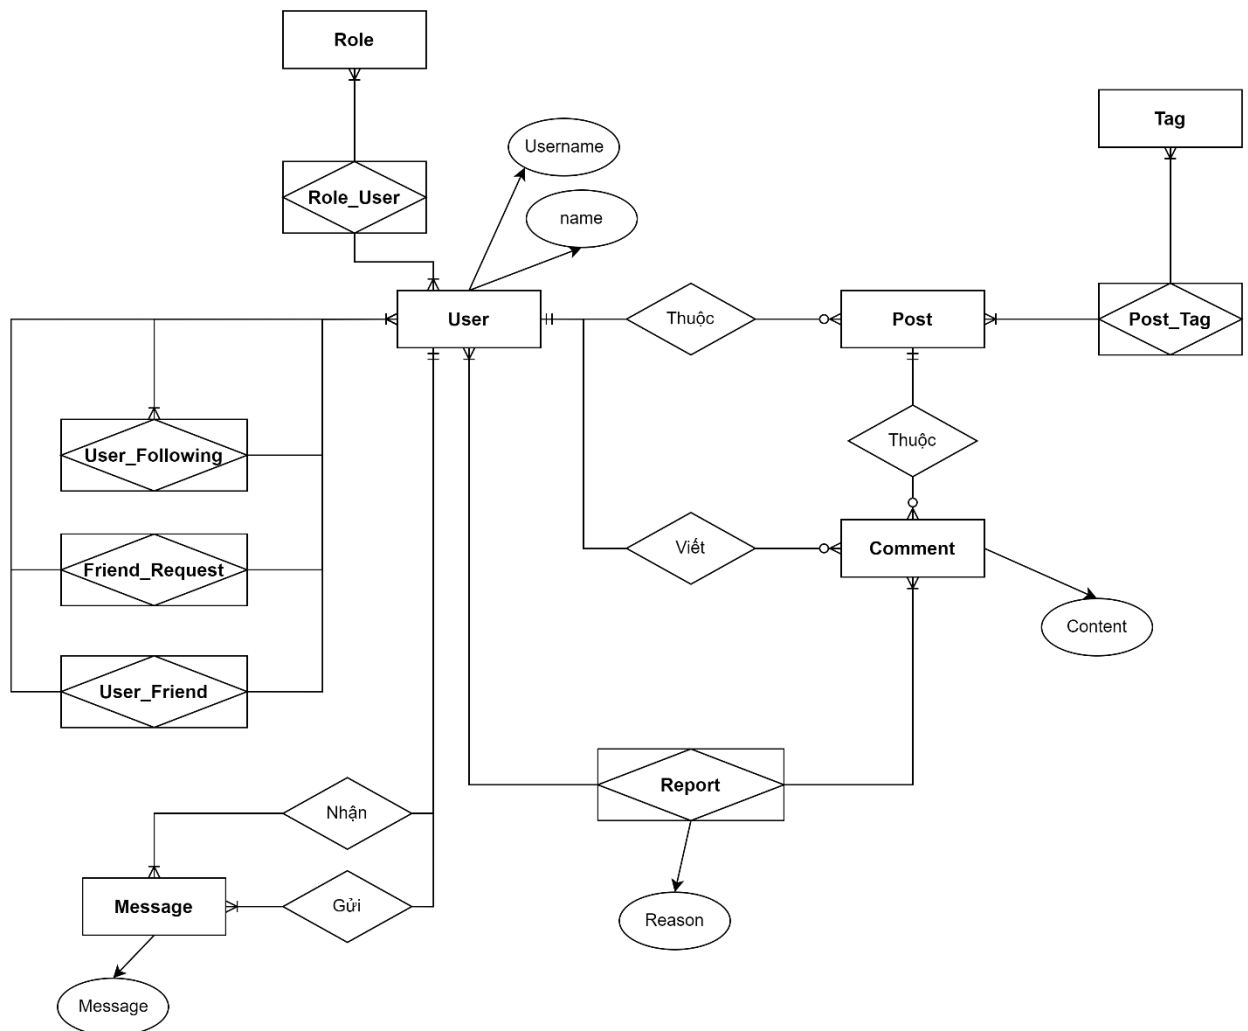 Role
Tag
Username
Role_User
name
User
Thuộc
Post
Post_Tag
Thuộc
User_Following
Viết
Comment
Friend_Request
Content
User_Friend
Report
Nhận
Message
Gửi
Reason
Message